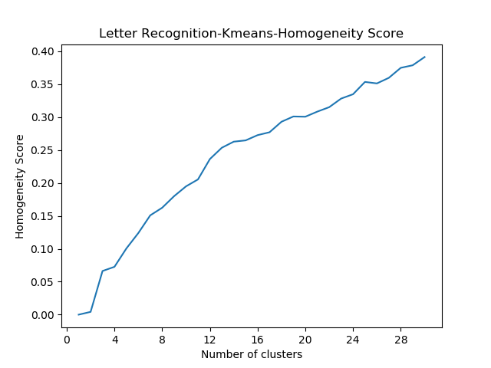 Letter Recognition-Kmeans-Homogeneity Score
0.40
0.35
0.30
0.25
0.20
0.15
0.10
0.05
0.00
Homogeneity Score
0 4 8 12 16 20 24 28
Number of clusters